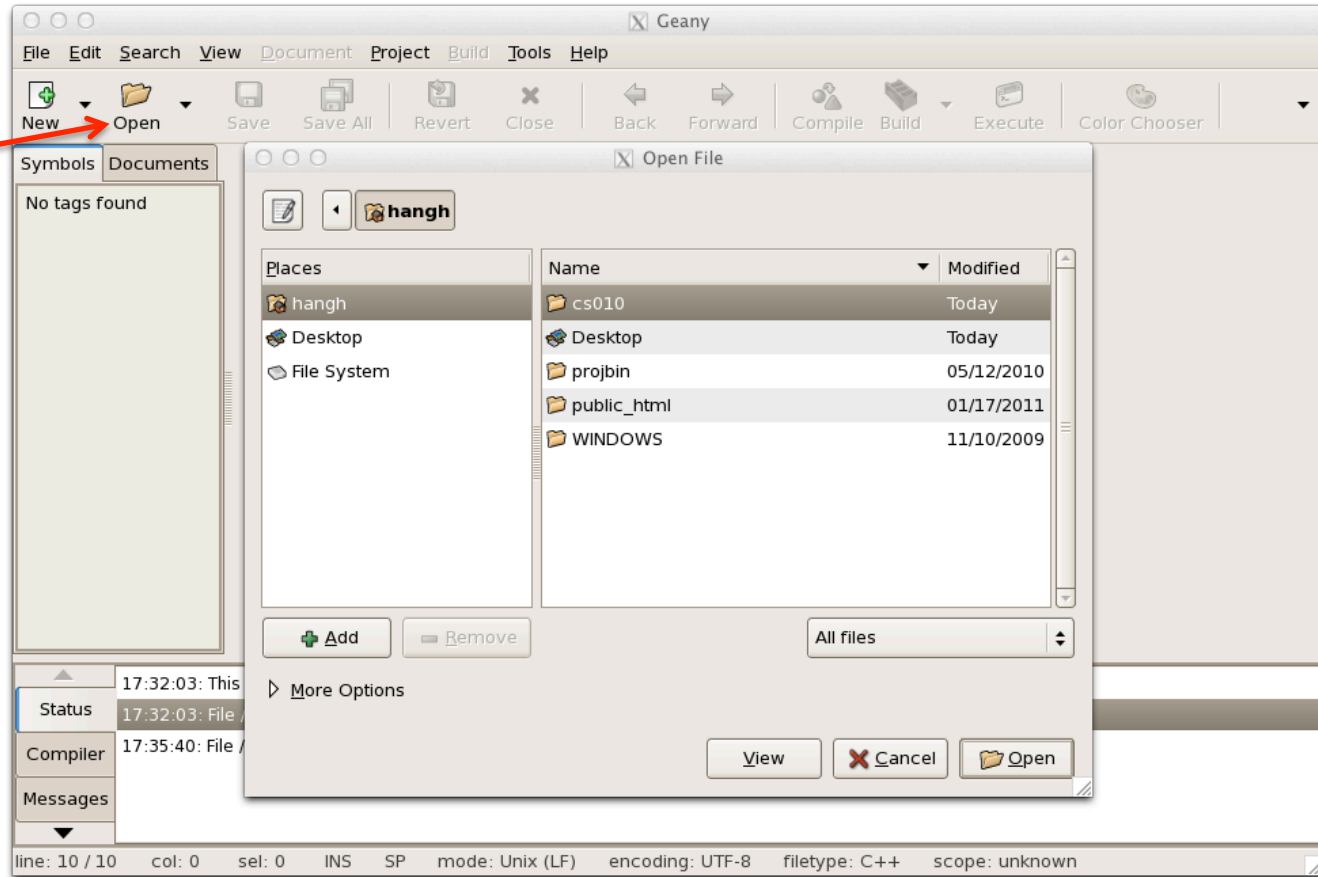 Geany
File Edit Search View Document Project Build Tools Help
New Open Save Save All Revert Close Back Forward Compile Build Execute Color Chooser
Symbols Documents
No tags found
Open File
hangh
Places
hangh
Desktop
File System
Name Modified
cs010 Today
Desktop Today
projbin 05/12/2010
public_html 01/17/2011
WINDOWS 11/10/2009
Add Remove All files
More Options
View Cancel Open
Status
Compiler
Messages
17:32:03: This
17:32:03: File /
17:35:40: File /
line: 10 / 10 col: 0 sel: 0 INS SP mode: Unix (LF) encoding: UTF-8 filetype: C++ scope: unknown